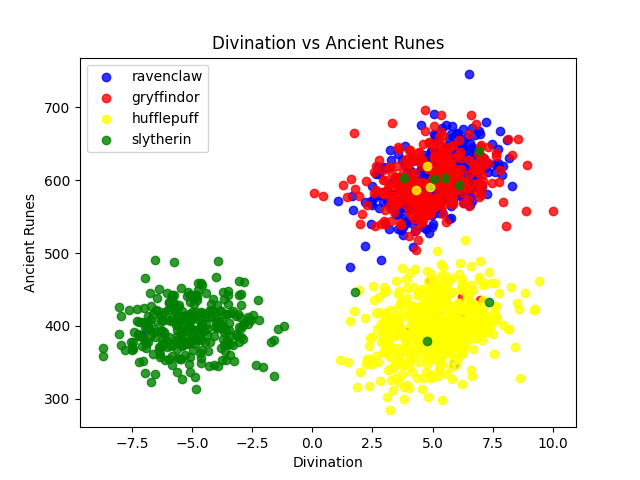 Divination vs Ancient Runes
ravenclaw
gryffindor
hufflepuff
slytherin
700
600
500
400
300
Ancient Runes
−7.5
−5.0
−2.5
0.0
2.5
5.0
7.5
10.0
Divination